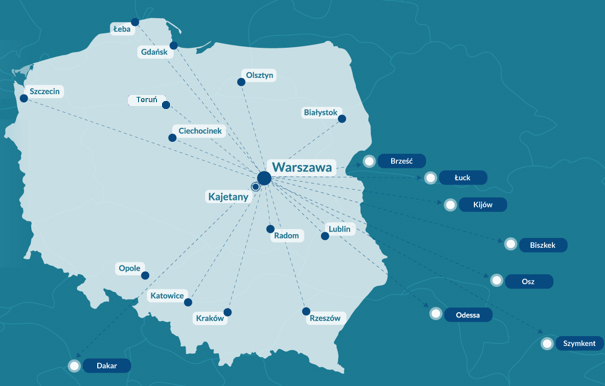 Łeba
Gdańsk
Olsztyn
Szczecin
Toruń
Białystok
Ciechocinek
Brześć
Warszawa
Łuck
Kajetany
Kijów
Lublin
Radom
Biszkek
Opole
Osz
Katowice
Kraków
Rzeszów
Odessa
Szymkent
Dakar